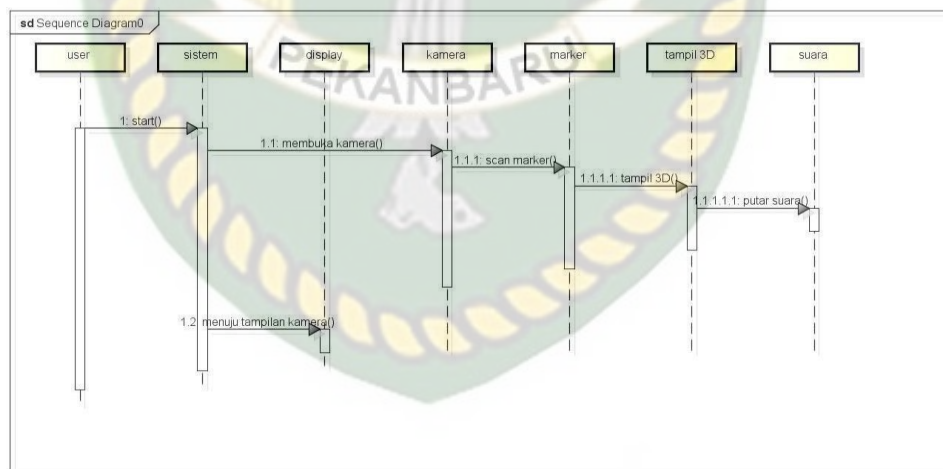 sd Sequence Diagram0
user
sistem
display
kamera
marker
tampil 3D
suara
PEKANBARU
1: start()
1.1: membuka kamera()
1.1.1: scan marker()
1.1.1.1: tampil 3D()
1.1.1.1.1: putar suara()
1.2: menuju tampilan kamera()